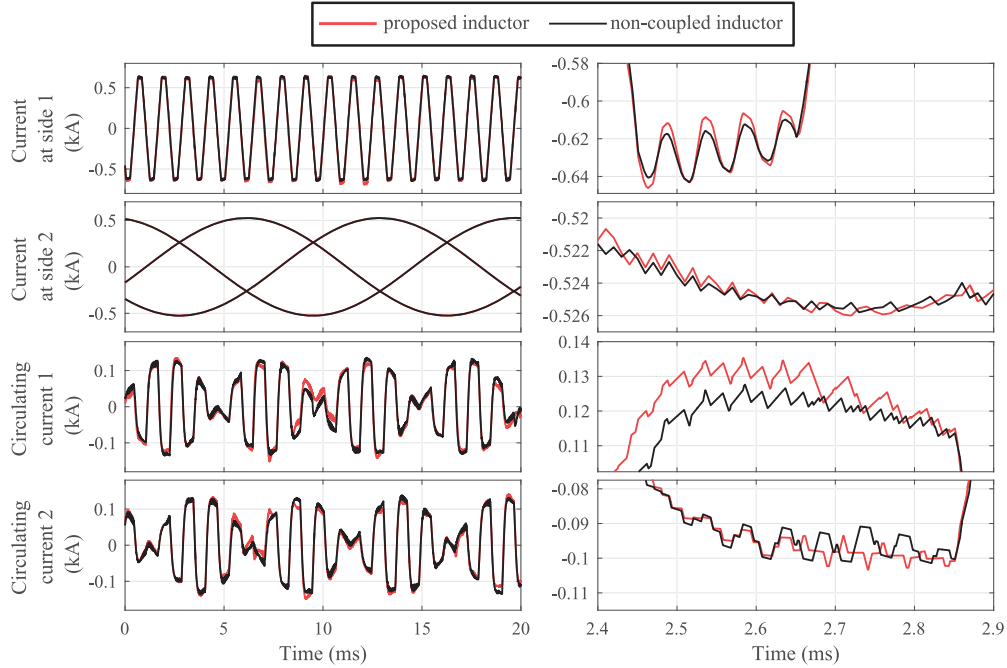 proposed inductor non-coupled inductor
Current
at side 1
(kA)
0.5
0
-0.5
-0.58
-0.6
-0.62
-0.64
Current
at side 2
(kA)
0.5
0
-0.5
-0.52
-0.522
-0.524
-0.526
Circulating
current 1
(kA)
0.1
0
-0.1
0.14
0.13
0.12
0.11
Circulating
current 2
(kA)
0.1
0
-0.1
-0.08
-0.09
-0.1
-0.11
0 5 10 15 20
2.4 2.5 2.6 2.7 2.8 2.9
Time (ms)
Time (ms)